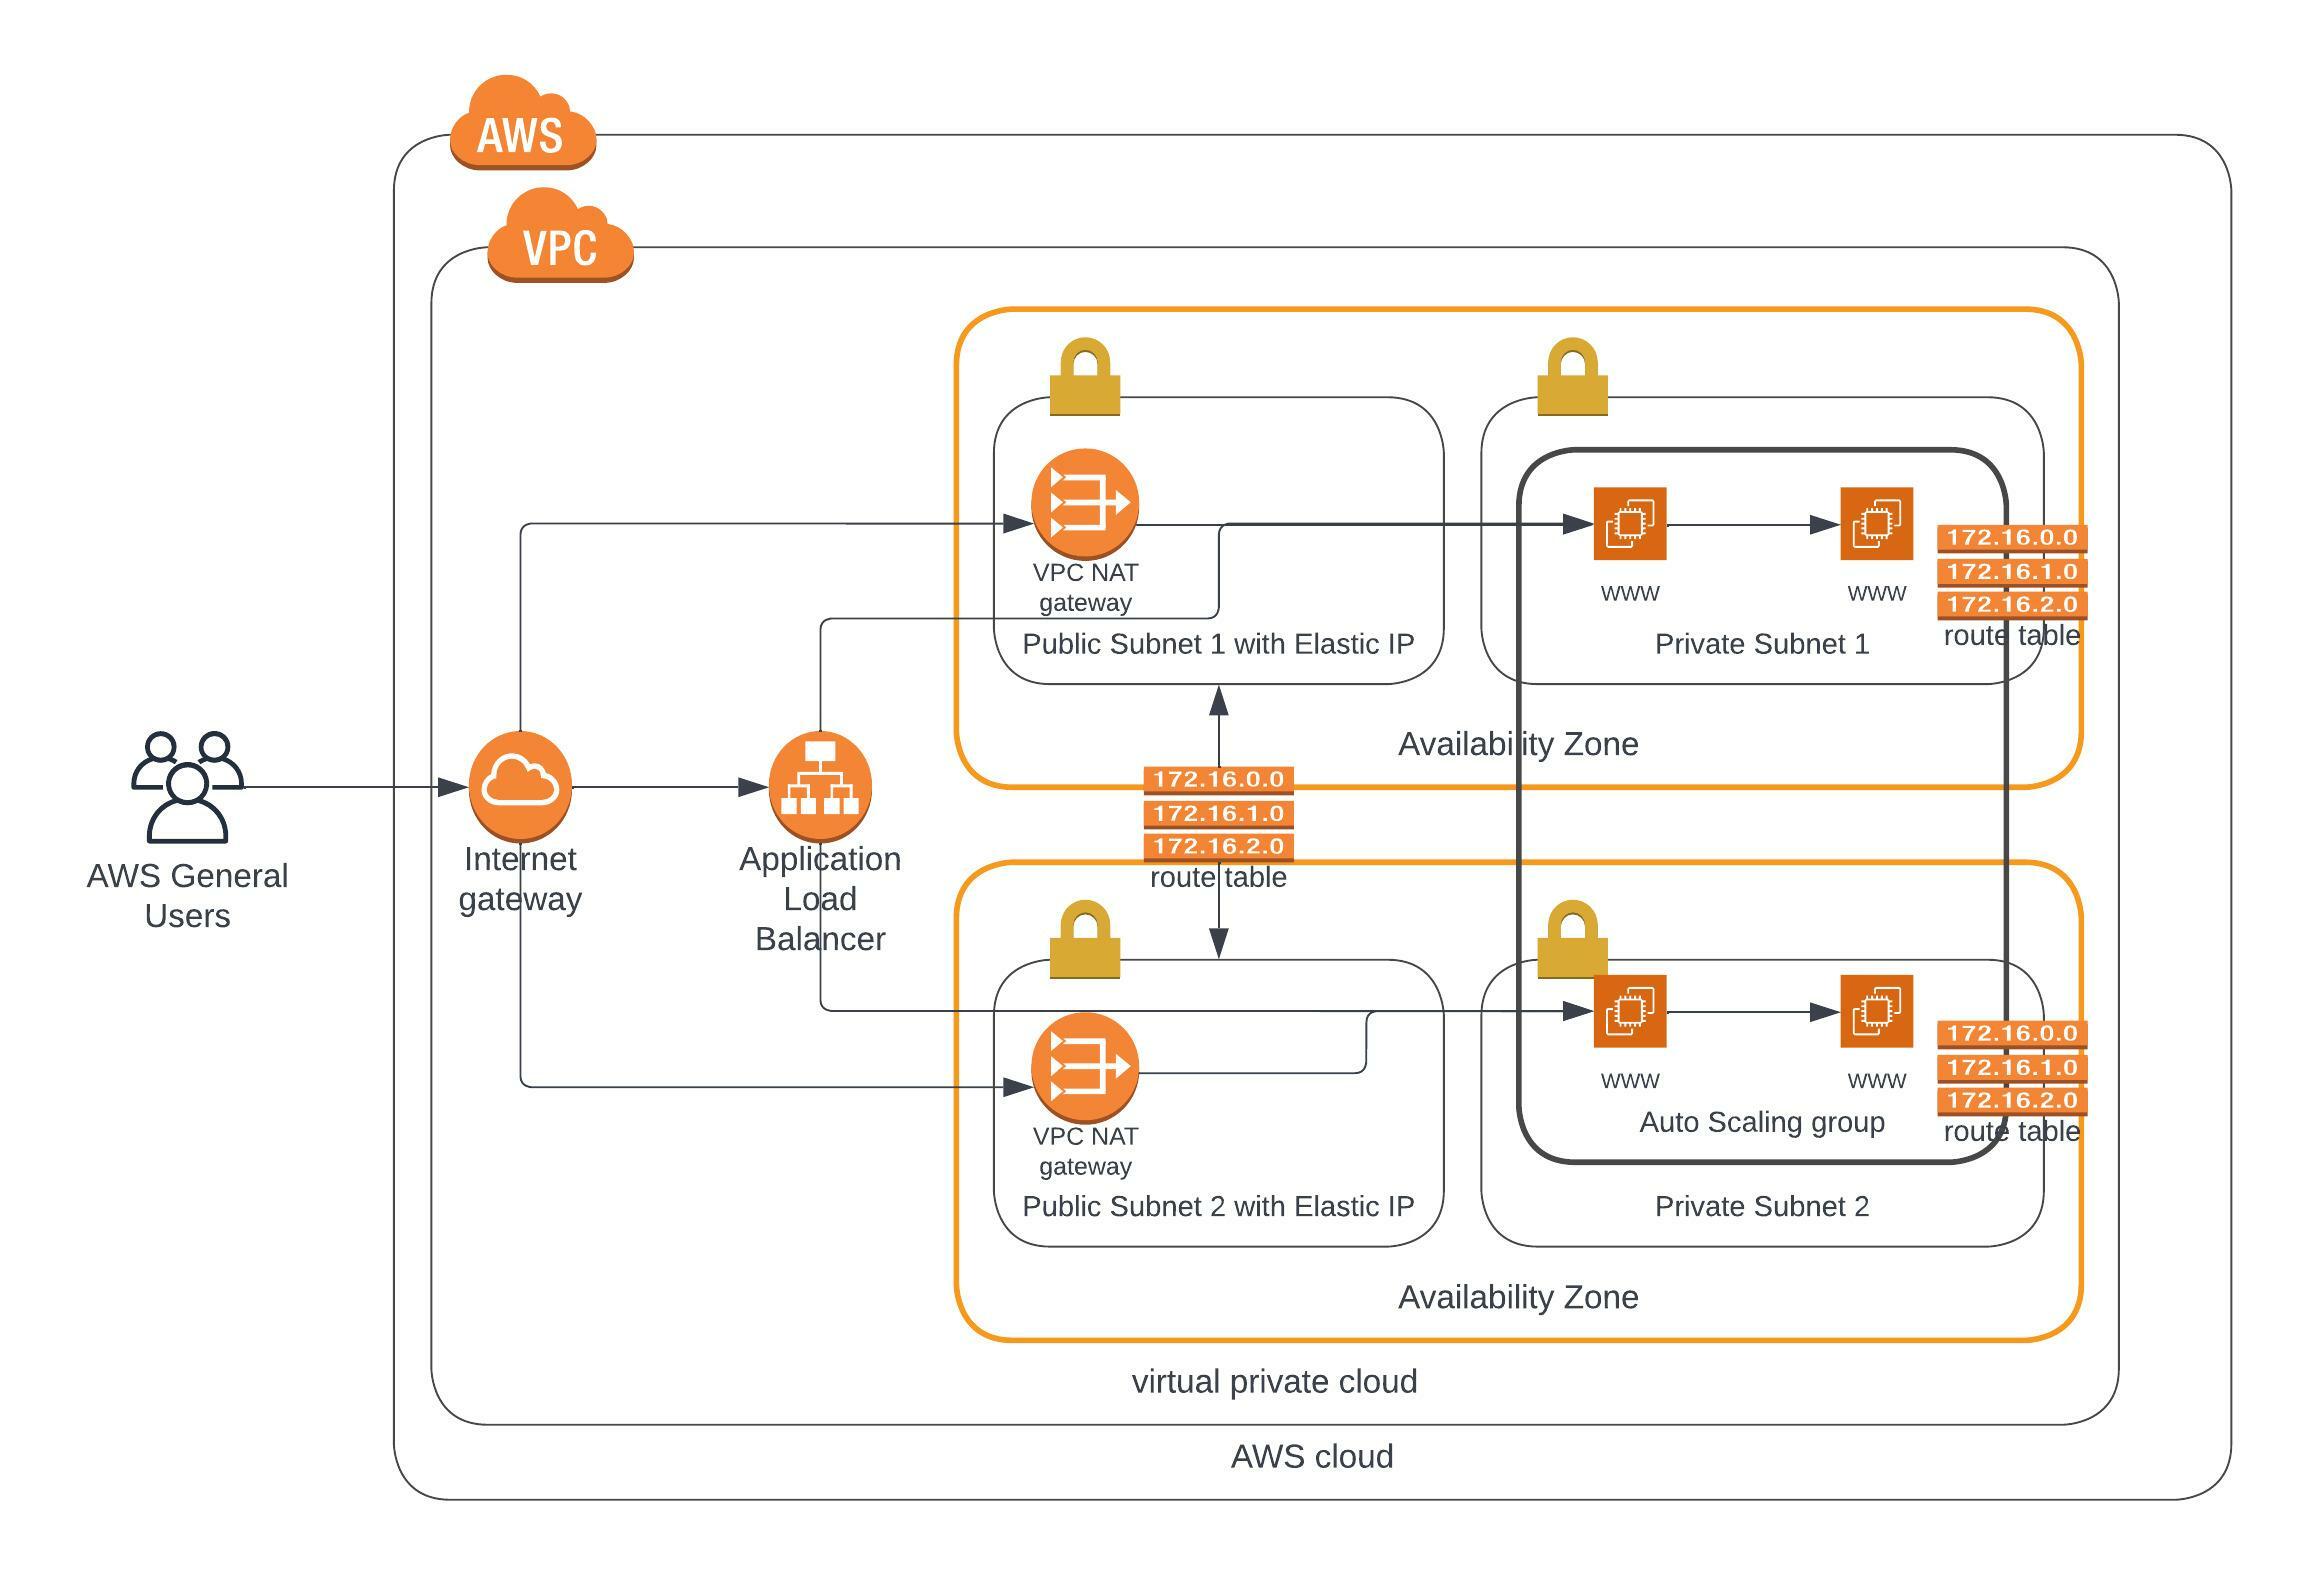 AWS
VPC
VPC NAT
gateway
Public Subnet 1 with Elastic IP
www
www
Private Subnet 1
172.16.0.0
172.16.1.0
172.16.2.0
route table
Availability Zone
AWS General
Users
Internet
gateway
Application
Load
Balancer
172.16.0.0
172.16.1.0
172.16.2.0
route table
VPC NAT
gateway
Public Subnet 2 with Elastic IP
www
www
Auto Scaling group
Private Subnet 2
172.16.0.0
172.16.1.0
172.16.2.0
route table
Availability Zone
virtual private cloud
AWS cloud